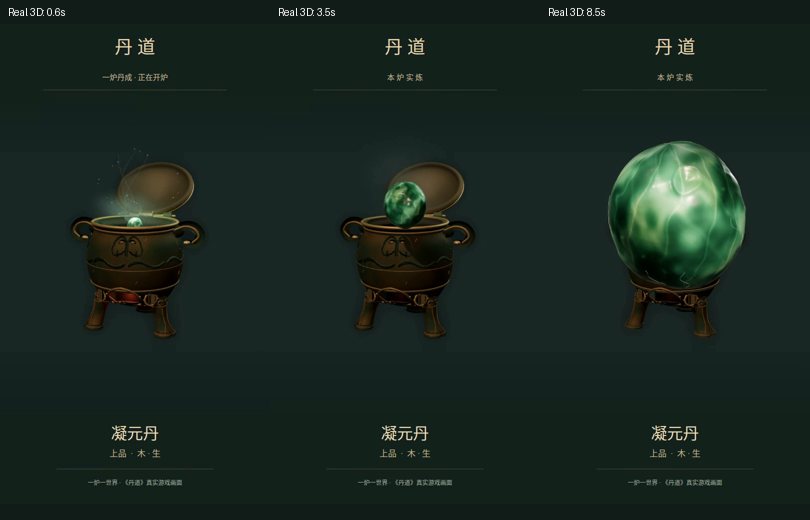 Real 3D: 0.6s
丹道
一炉丹成 · 正在开炉
凝元丹
上品 · 木 · 生
一炉一世界 · 《丹道》真实游戏画面
Real 3D: 3.5s
丹道
本炉实炼
凝元丹
上品 · 木 · 生
一炉一世界 · 《丹道》真实游戏画面
Real 3D: 8.5s
丹道
本炉实炼
凝元丹
上品 · 木 · 生
一炉一世界 · 《丹道》真实游戏画面